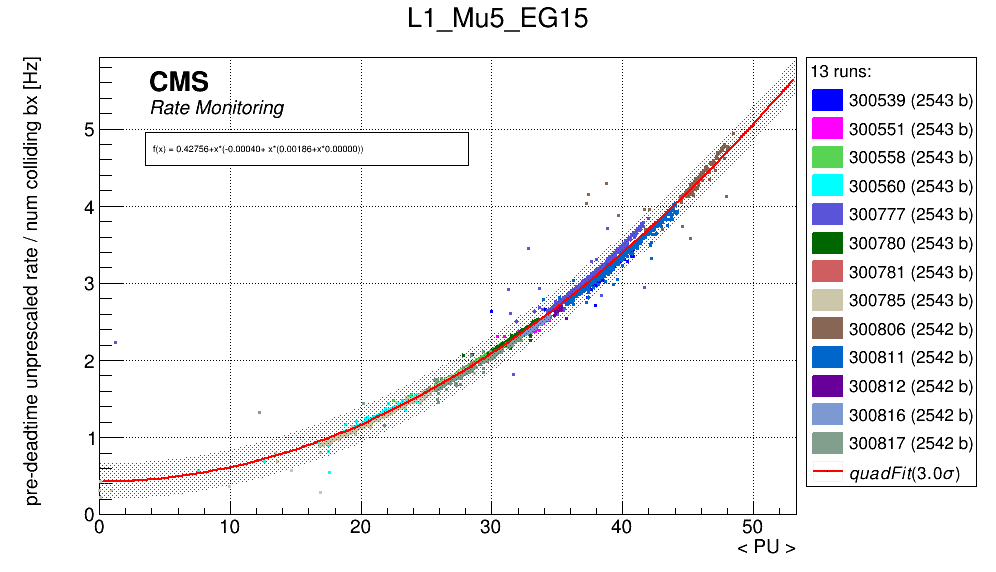 L1_Mu5_EG15
pre-deadtime unprescaled rate / num colliding bx [Hz]
CMS
Rate Monitoring
f(x) = 0.42756+x*(-0.00040+ x*(0.00186+x*0.00000))
5
4
3
2
1
0
0 10 20 30 40 50
< PU >
13 runs:
300539 (2543 b)
300551 (2543 b)
300558 (2543 b)
300560 (2543 b)
300777 (2543 b)
300780 (2543 b)
300781 (2543 b)
300785 (2543 b)
300806 (2542 b)
300811 (2542 b)
300812 (2542 b)
300816 (2542 b)
300817 (2542 b)
quadFit(3.0σ)